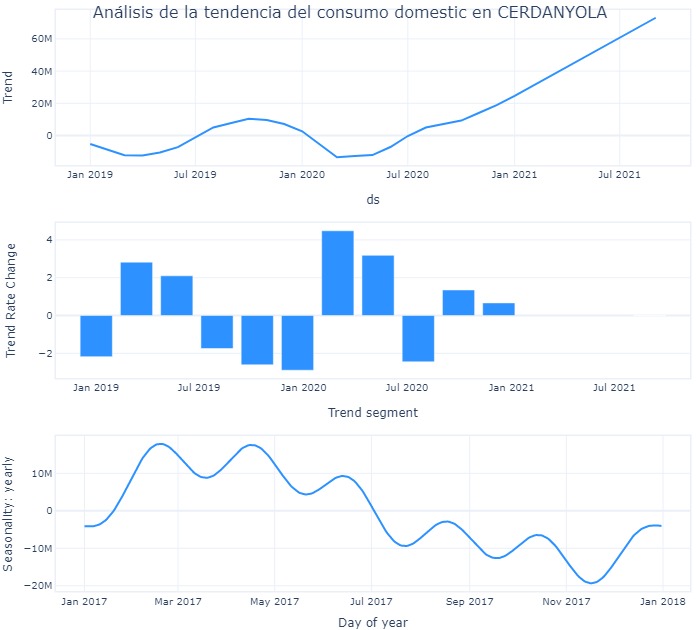 Análisis de la tendencia del consumo domestic en CERDANYOLA
Trend
60M
40M
20M
0
Jan 2019 Jul 2019 Jan 2020 Jul 2020 Jan 2021 Jul 2021
ds
Trend Rate Change
4
2
0
−2
Jan 2019 Jul 2019 Jan 2020 Jul 2020 Jan 2021 Jul 2021
Trend segment
Seasonality: yearly
10M
0
−10M
−20M
Jan 2017 Mar 2017 May 2017 Jul 2017 Sep 2017 Nov 2017 Jan 2018
Day of year